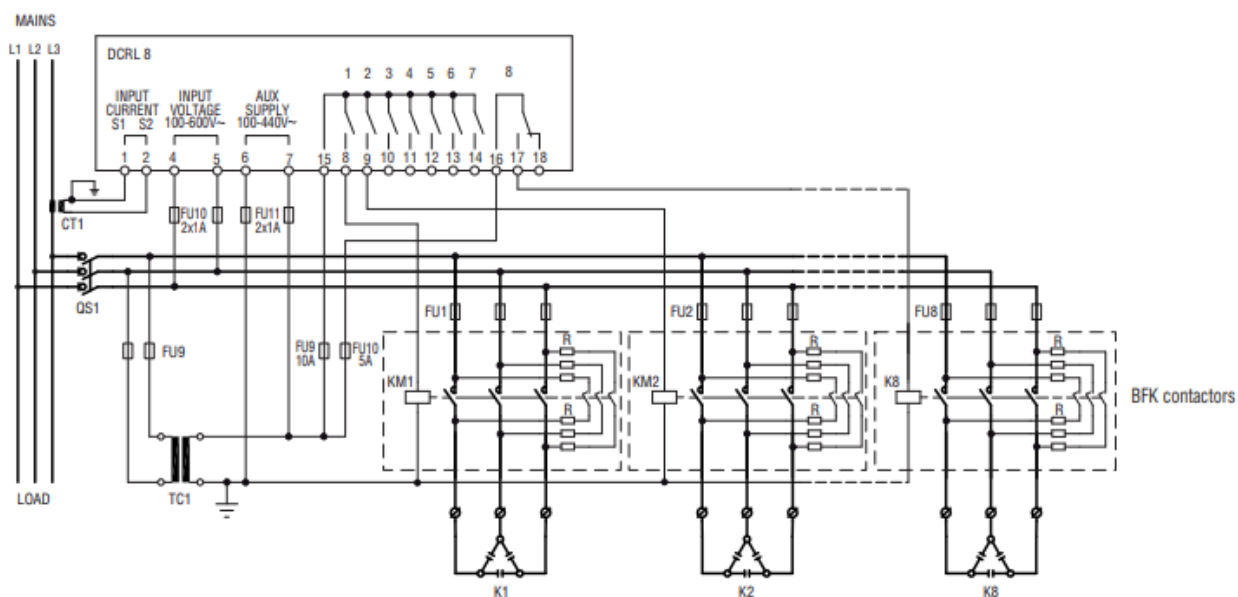 MAINS
L1 L2 L3
DCRL 8
1 2 3 4 5 6 7 8
INPUT CURRENT
S1 S2
INPUT VOLTAGE
100-600V~
AUX SUPPLY
100-440V~
1 2 4 5 6 7 15 8 9 10 11 12 13 14 16 17 18
CT1
FU10
2x1A
FU11
2x1A
QS1
FU1
FU2
FU8
FU9
FU9
10A
FU10
5A
R
R
R
KM1
KM2
K8
BFK contactors
R
R
R
LOAD
TC1
K1
K2
K8